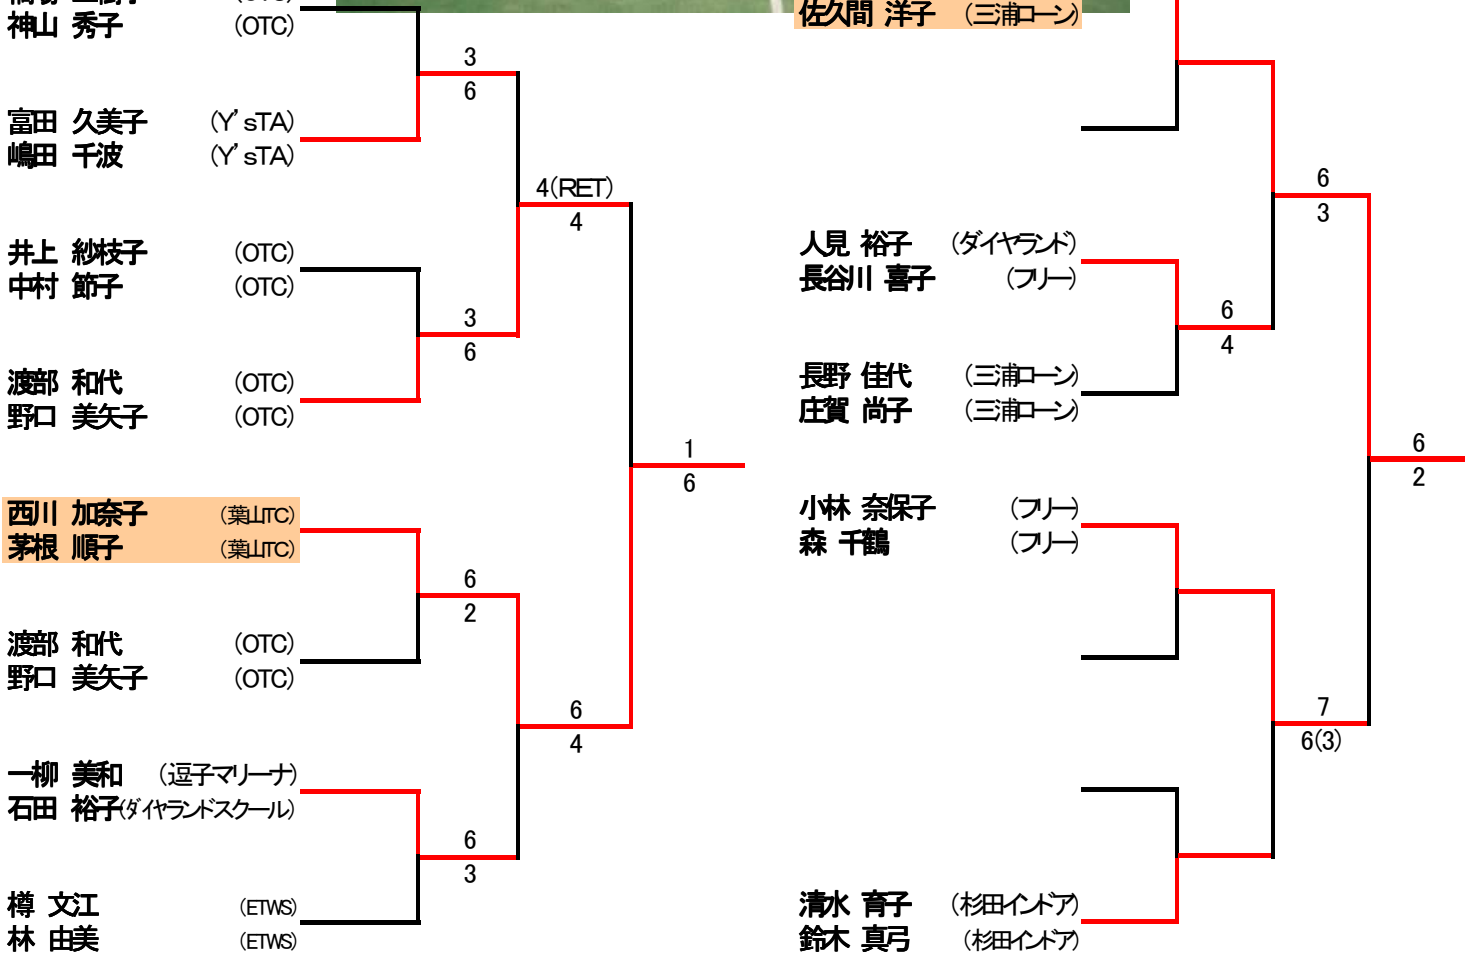 神山 秀子 (OTC)
3
6
富田 久美子 (Y'sTA)
嶋田 千波 (Y'sTA)
4(RET)
4
井上 紗枝子 (OTC)
中村 節子 (OTC)
3
6
渡部 和代 (OTC)
野口 美矢子 (OTC)
1
6
西川 加奈子 (葉山TC)
茅根 順子 (葉山TC)
6
2
渡部 和代 (OTC)
野口 美矢子 (OTC)
6
4
一柳 美和 (逗子マリーナ)
石田 裕子(ダイヤランドスクール)
6
3
樽 文江 (ETWS)
林 由美 (ETWS)
佐久間 洋子 (三浦ローン)
6
3
人見 裕子 (ダイヤランド)
長谷川 喜子 (フリー)
6
4
長野 佳代 (三浦ローン)
庄賀 尚子 (三浦ローン)
6
2
小林 奈保子 (フリー)
森 千鶴 (フリー)
7
6(3)
清水 育子 (杉田インドア)
鈴木 真弓 (杉田インドア)